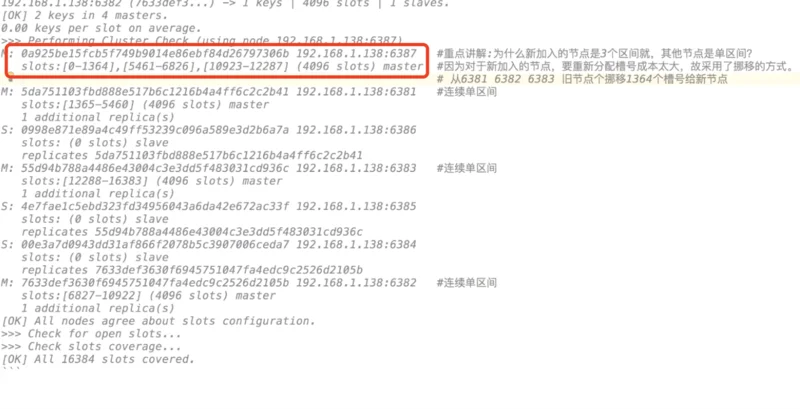 192.168.1.138:6382 (7633def3...) -> 1 keys | 4096 slots | 1 slaves.
[OK] 2 keys in 4 masters.
0.00 keys per slot on average.
>>> Performing Cluster Check (using node 192.168.1.138:6387)
M: 0a925be15fcb5f749b9014e86ebf84d26797306b 192.168.1.138:6387 #重点讲解:为什么新加入的节点是3个区间就，其他节点是单区间?
slots:[0-1364],[5461-6826],[10923-12287] (4096 slots) master #因为对于新加入的节点，要重新分配槽号成本太大，故采用了挪移的方式。
# 从6381 6382 6383 旧节点个挪移1364个槽号给新节点
M: 5da751103fbd888e517b6c1216b4a4ff6c2c2b41 192.168.1.138:6381 #连续单区间
slots:[1365-5460] (4096 slots) master
1 additional replica(s)
S: 0998e871e89a4c49ff53239c096a589e3d2b6a7a 192.168.1.138:6386
slots: (0 slots) slave
replicates 5da751103fbd888e517b6c1216b4a4ff6c2c2b41
M: 55d94b788a4486e43004c3e3dd5f483031cd936c 192.168.1.138:6383 #连续单区间
slots:[12288-16383] (4096 slots) master
1 additional replica(s)
S: 4e7fae1c5ebd323fd34956043a6da42e672ac33f 192.168.1.138:6385
slots: (0 slots) slave
replicates 55d94b788a4486e43004c3e3dd5f483031cd936c
S: 00e3a7d0943dd31af866f2078b5c3907006ceda7 192.168.1.138:6384
slots: (0 slots) slave
replicates 7633def3630f6945751047fa4edc9c2526d2105b
M: 7633def3630f6945751047fa4edc9c2526d2105b 192.168.1.138:6382 #连续单区间
slots:[6827-10922] (4096 slots) master
1 additional replica(s)
[OK] All nodes agree about slots configuration.
>>> Check for open slots...
>>> Check slots coverage...
[OK] All 16384 slots covered.
```